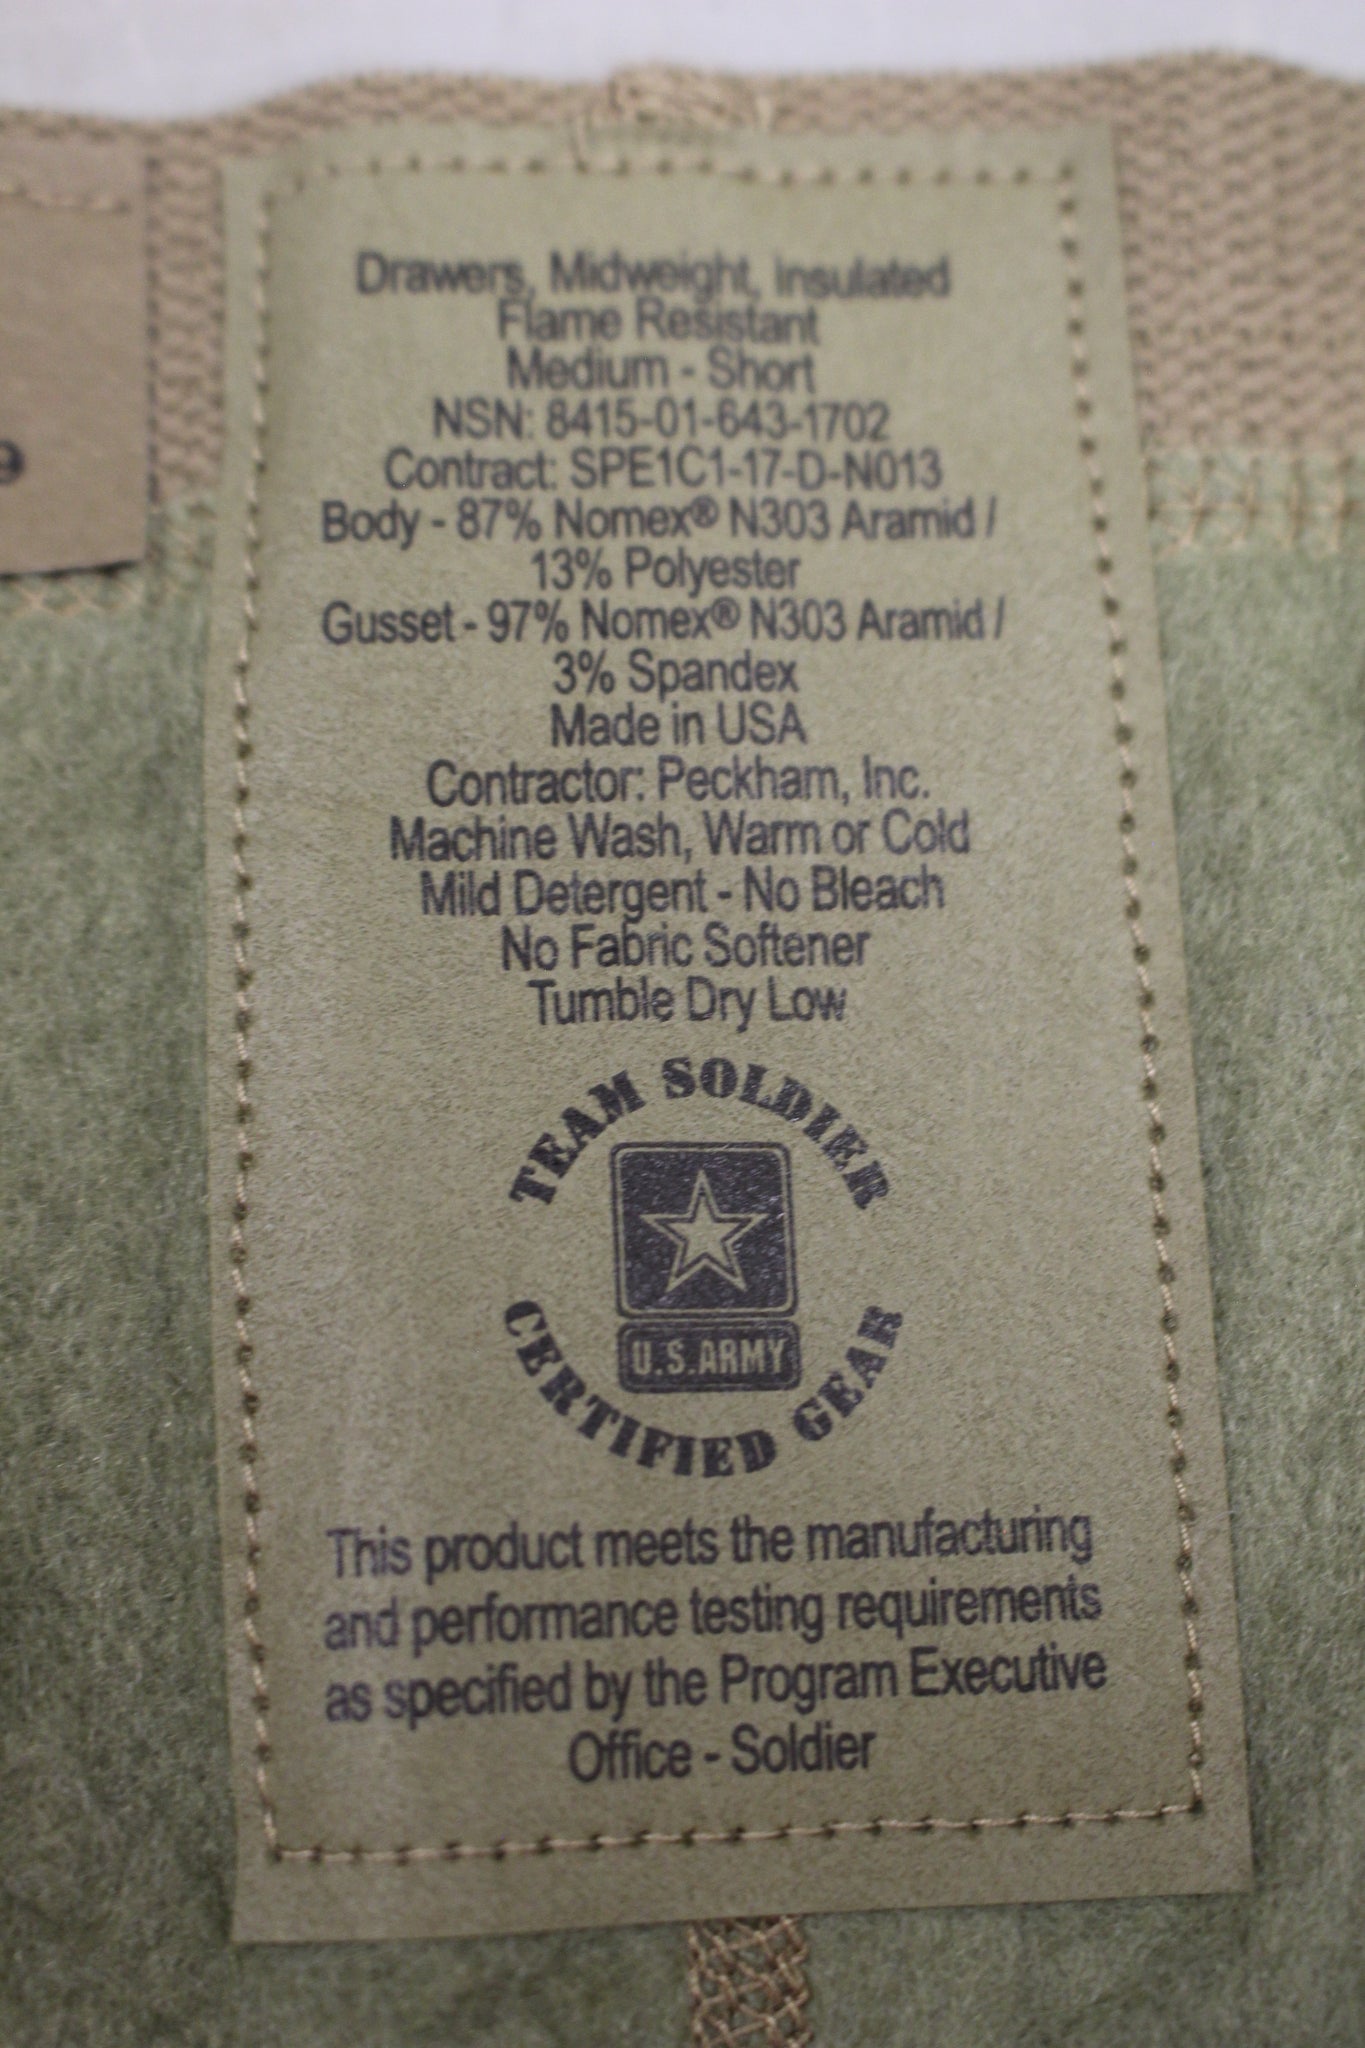 9
Drawers, Midweight, Insulated
Flame Resistant
Medium - Short
NSN: 8415-01-643-1702
Contract: SPE1C1-17-D-N013
Body - 87% Nomex® N303 Aramid /
13% Polyester
Gusset - 97% Nomex® N303 Aramid /
3% Spandex
Made in USA
Contractor: Peckham, Inc.
Machine Wash, Warm or Cold
Mild Detergent - No Bleach
No Fabric Softener
Tumble Dry Low
TEAM SOLDIER
U.S.ARMY
CERTIFIED GEAR
This product meets the manufacturing
and performance testing requirements
as specified by the Program Executive
Office - Soldier